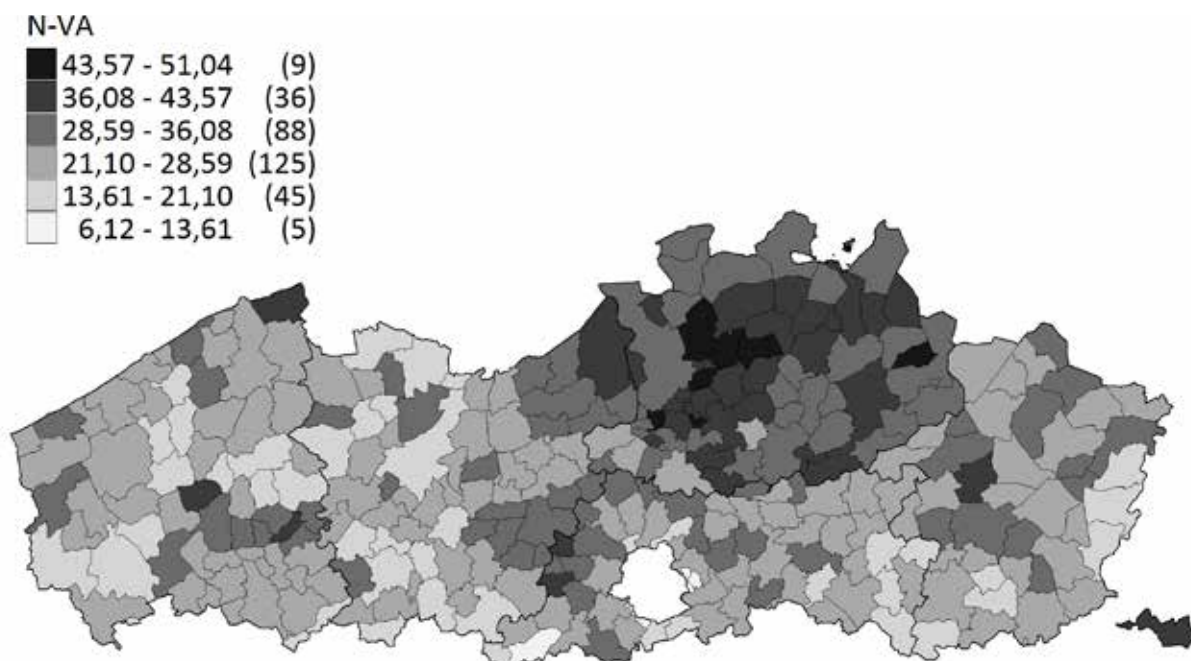 N-VA
43,57 - 51,04 (9)
36,08 - 43,57 (36)
28,59 - 36,08 (88)
21,10 - 28,59 (125)
13,61 - 21,10 (45)
6,12 - 13,61 (5)